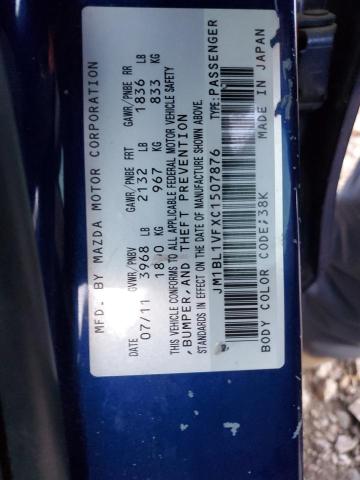 MFD. BY MAZDA MOTOR CORPORATION
DATE GVWR/PNBV GAWR/PNBE FRT GAWR/PNBE RR
07/11 3968 LB 2132 LB 1836 LB
1800 KG 967 KG 833 KG
THIS VEHICLE CONFORMS TO ALL APPLICABLE FEDERAL MOTOR VEHICLE SAFETY
,BUMPER,AND THEFT PREVENTION
STANDARDS IN EFFECT ON THE DATE OF MANUFACTURE SHOWN ABOVE.
JM1BL1VFXC1507876 TYPE:PASSENGER
BODY COLOR CODE;38K MADE IN JAPAN